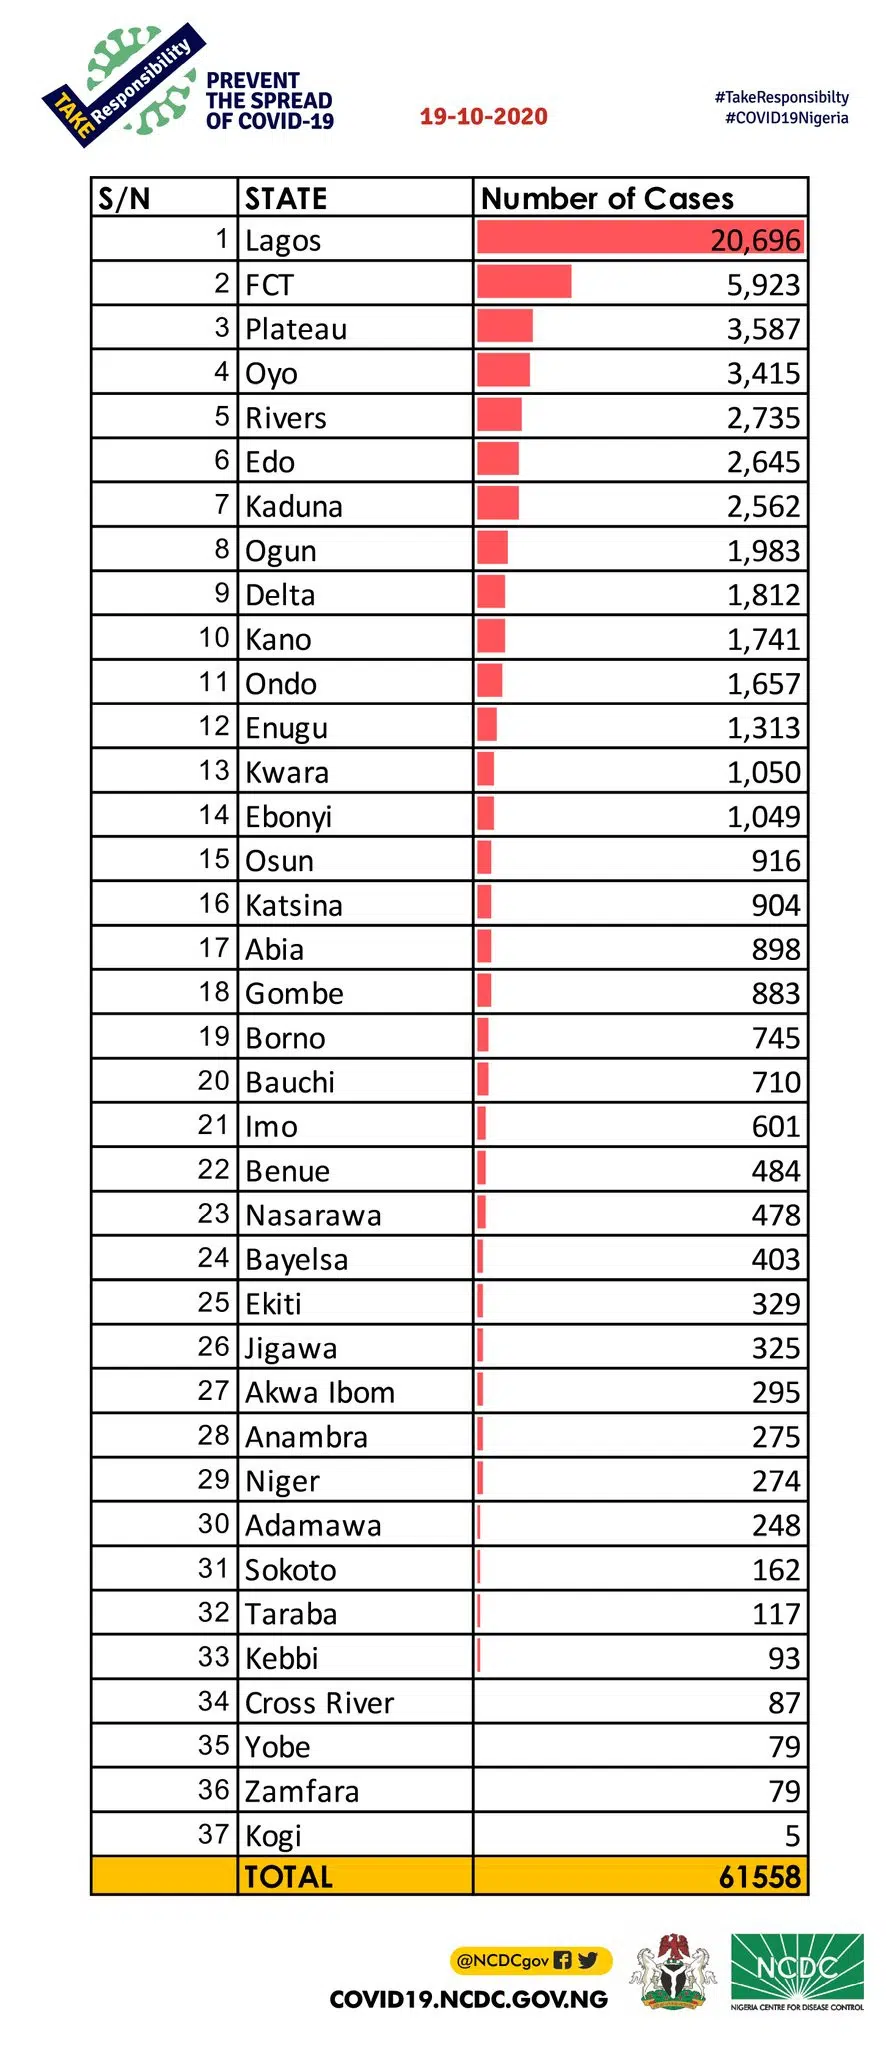 TAKE Responsibility
PREVENT
THE SPREAD
OF COVID-19
19-10-2020
#TakeResponsibilty
#COVID19Nigeria
S/N STATE Number of Cases
1 Lagos 20,696
2 FCT 5,923
3 Plateau 3,587
4 Oyo 3,415
5 Rivers 2,735
6 Edo 2,645
7 Kaduna 2,562
8 Ogun 1,983
9 Delta 1,812
10 Kano 1,741
11 Ondo 1,657
12 Enugu 1,313
13 Kwara 1,050
14 Ebonyi 1,049
15 Osun 916
16 Katsina 904
17 Abia 898
18 Gombe 883
19 Borno 745
20 Bauchi 710
21 Imo 601
22 Benue 484
23 Nasarawa 478
24 Bayelsa 403
25 Ekiti 329
26 Jigawa 325
27 Akwa Ibom 295
28 Anambra 275
29 Niger 274
30 Adamawa 248
31 Sokoto 162
32 Taraba 117
33 Kebbi 93
34 Cross River 87
35 Yobe 79
36 Zamfara 79
37 Kogi 5
TOTAL 61558
@NCDCgov
COVID19.NCDC.GOV.NG
NCDC
NIGERIA CENTRE FOR DISEASE CONTROL